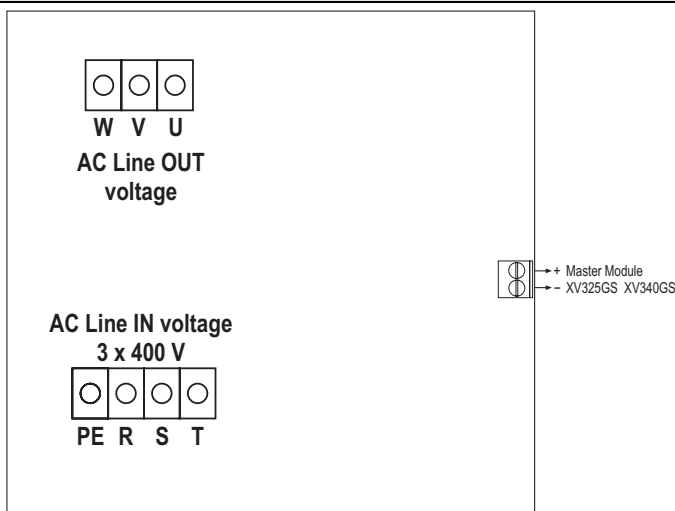 W V U
AC Line OUT
voltage
+ Master Module
– XV325GS XV340GS
AC Line IN voltage
3 x 400 V
PE R S T